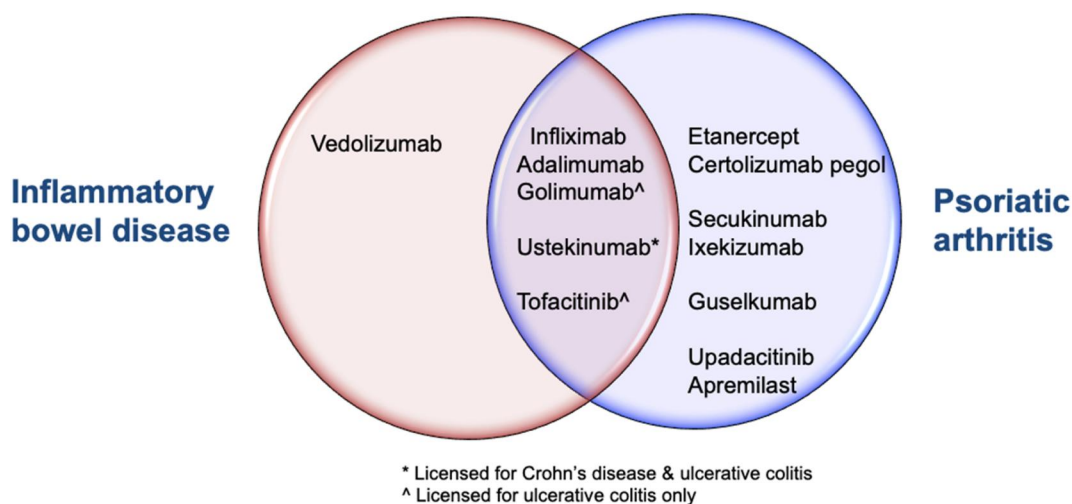 Inflammatory
bowel disease
Vedolizumab
Infliximab
Adalimumab
Golimumab^
Ustekinumab*
Tofacitinib^
Etanercept
Certolizumab pegol
Secukinumab
Ixekizumab
Guselkumab
Upadacitinib
Apremilast
Psoriatic
arthritis
* Licensed for Crohn's disease & ulcerative colitis
^ Licensed for ulcerative colitis only